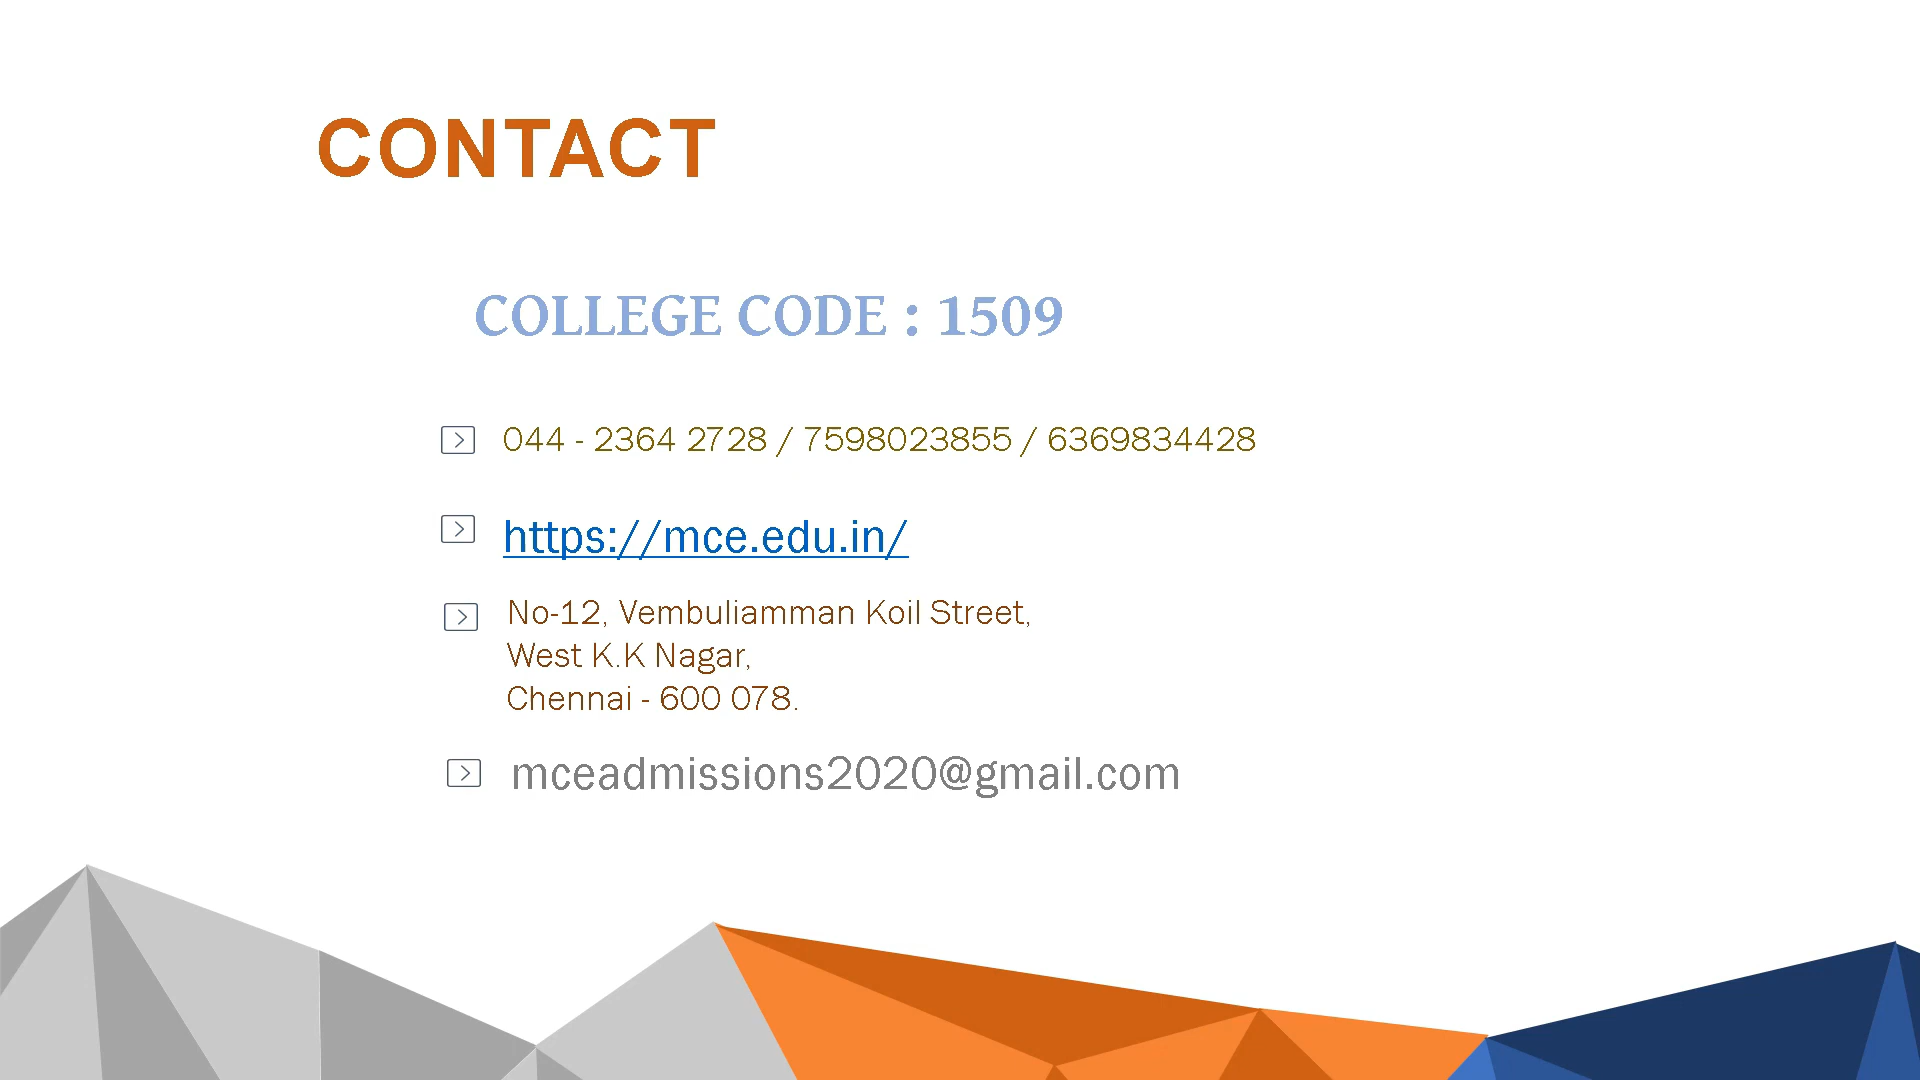 CONTACT
COLLEGE CODE : 1509
044 - 2364 2728 / 7598023855 / 6369834428
https://mce.edu.in/
No-12, Vembuliamman Koil Street,
West K.K Nagar,
Chennai - 600 078.
mceadmissions2020@gmail.com